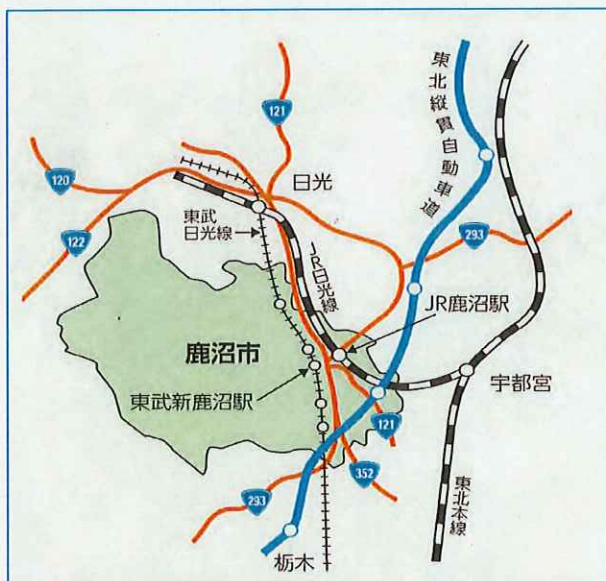 121
120
122
日光
東武
日光線→
JR日光線
東北縦貫自動車道
293
JR鹿沼駅
鹿沼市
東武新鹿沼駅
宇都宮
121
352
293
栃木
東北本線